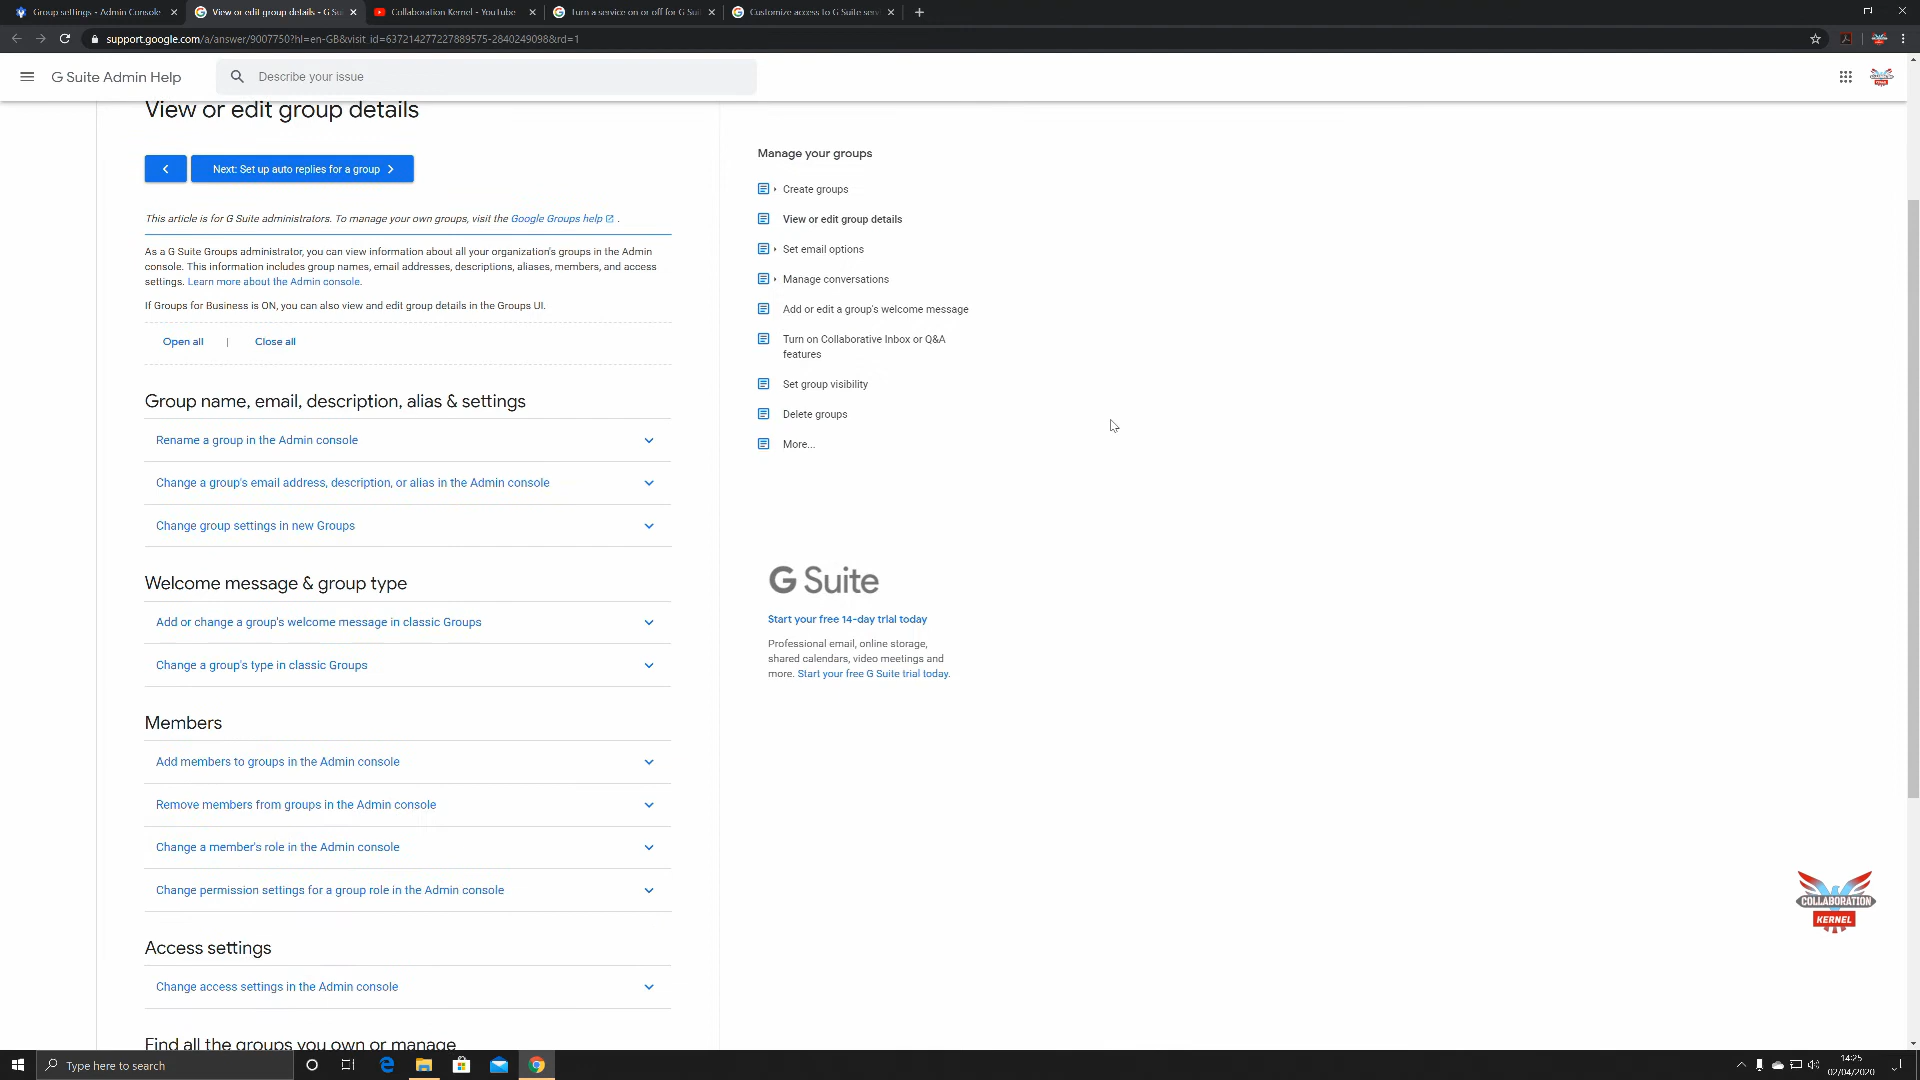 Group settings - Admin Console
View or edit group details - G Su
Collaboration Kernel - YouTube
Turn a service on or off for G Suit
Customize access to G Suite serv
support.google.com/a/answer/9007750?hl=en-GB&visit_id=637214277227889575-2840249098&rd=1
G Suite Admin Help
Describe your issue
View or edit group details
Next: Set up auto replies for a group
This article is for G Suite administrators. To manage your own groups, visit the Google Groups help .
As a G Suite Groups administrator, you can view information about all your organization's groups in the Admin
console. This information includes group names, email addresses, descriptions, aliases, members, and access
settings. Learn more about the Admin console.
If Groups for Business is ON, you can also view and edit group details in the Groups UI.
Open all | Close all
Group name, email, description, alias & settings
Rename a group in the Admin console
Change a group's email address, description, or alias in the Admin console
Change group settings in new Groups
Welcome message & group type
Add or change a group's welcome message in classic Groups
Change a group's type in classic Groups
Members
Add members to groups in the Admin console
Remove members from groups in the Admin console
Change a member's role in the Admin console
Change permission settings for a group role in the Admin console
Access settings
Change access settings in the Admin console
Find all the groups you own or manage
Manage your groups
Create groups
View or edit group details
Set email options
Manage conversations
Add or edit a group's welcome message
Turn on Collaborative Inbox or Q&A
features
Set group visibility
Delete groups
More...
G Suite
Start your free 14-day trial today
Professional email, online storage,
shared calendars, video meetings and
more. Start your free G Suite trial today.
COLLABORATION
KERNEL
Type here to search
14:25
02/04/2020